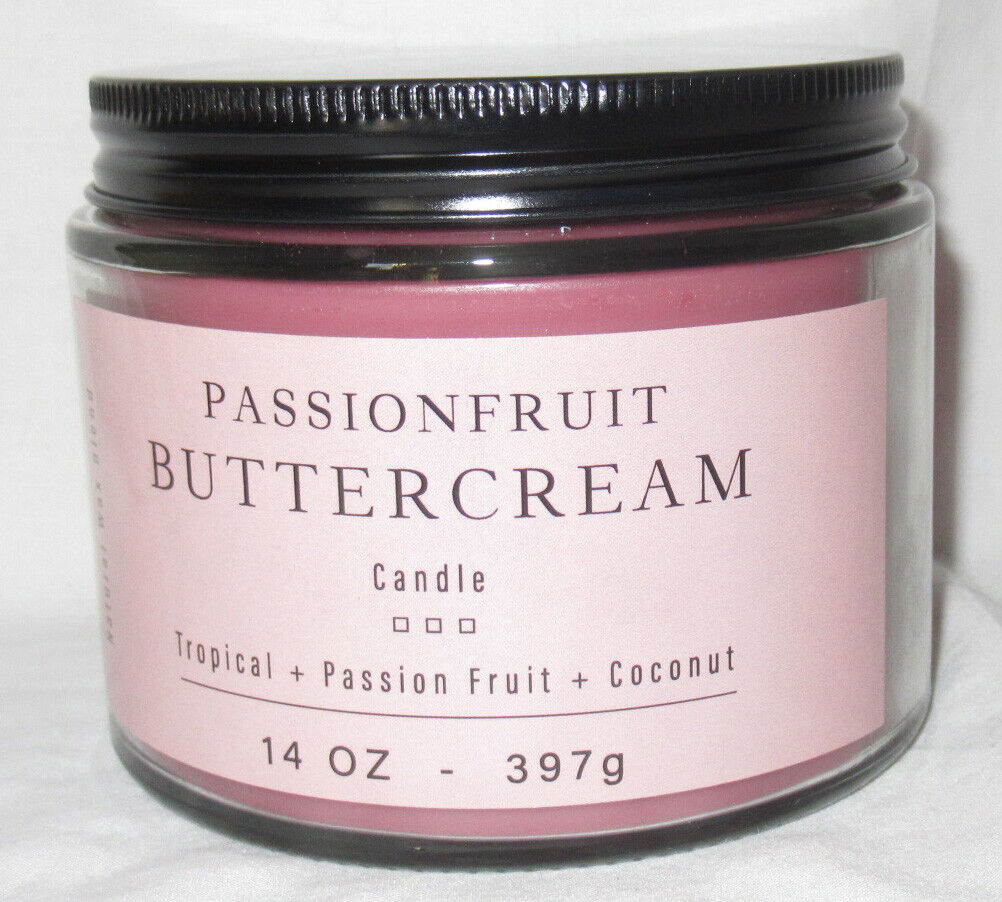 PASSIONFRUIT
BUTTERCREAM
Candle
Tropical + Passion Fruit + Coconut
14 OZ - 397g